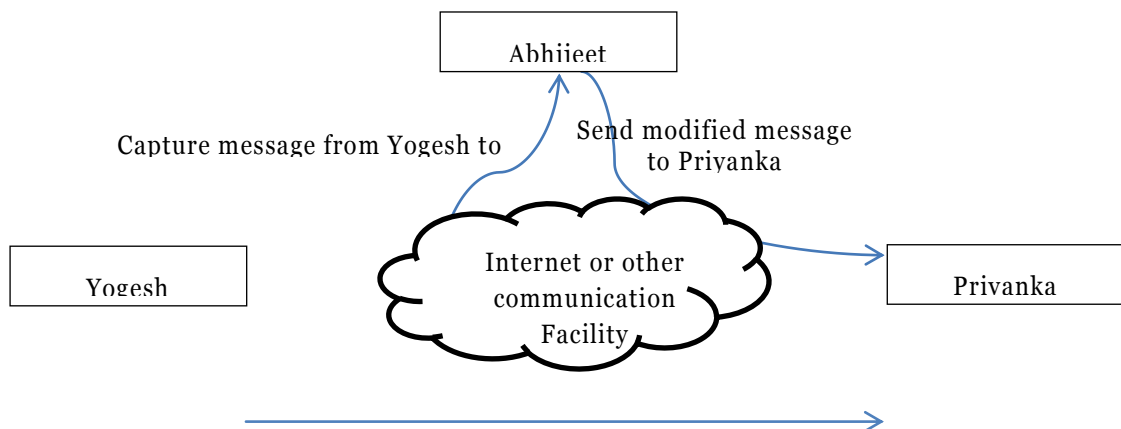 Abhijeet
Capture message from Yogesh to
Send modified message
to Priyanka
Internet or other
communication
Facility
Yogesh
Priyanka